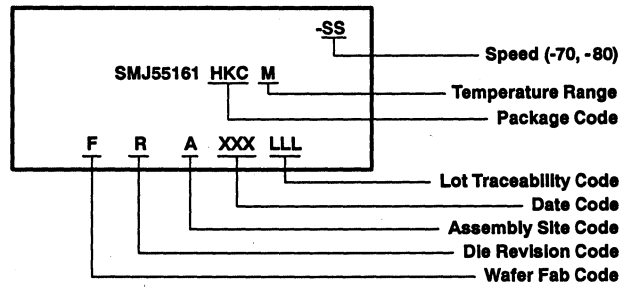 -SS
Speed (-70, -80)
SMJ55161 HKC M
Temperature Range
Package Code
F R A XXX LLL
Lot Traceability Code
Date Code
Assembly Site Code
Die Revision Code
Wafer Fab Code